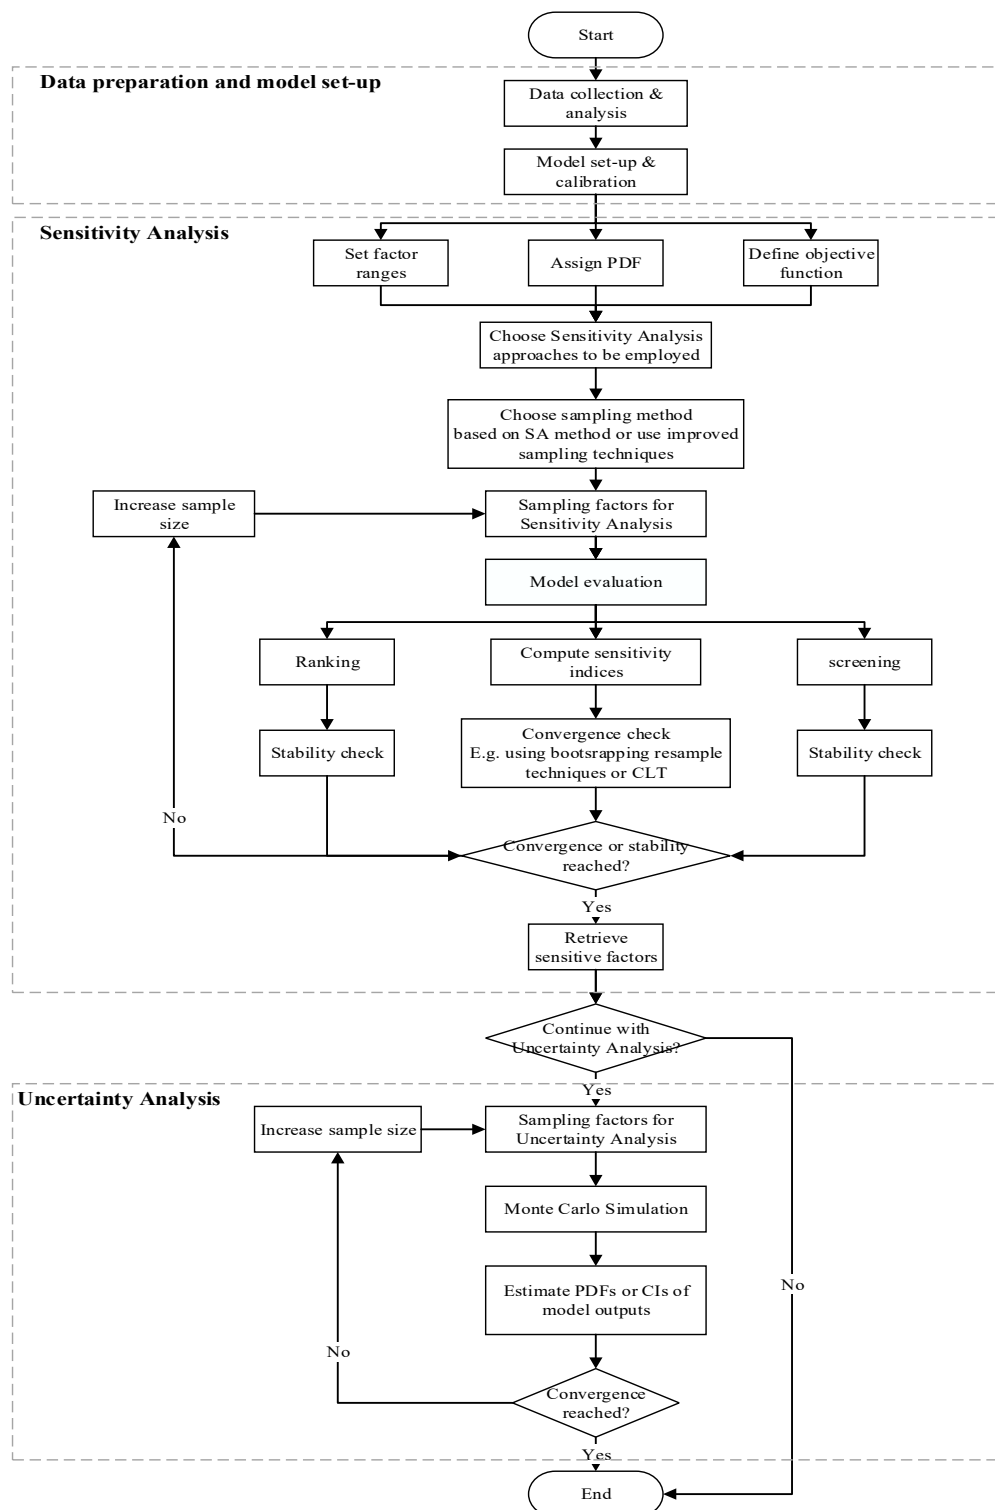 Start
Data preparation and model set-up
Data collection &
analysis
Model set-up &
calibration
Sensitivity Analysis
Set factor
ranges
Assign PDF
Define objective
function
Choose Sensitivity Analysis
approaches to be employed
Choose sampling method
based on SA method or use improved
sampling techniques
Increase sample
size
Sampling factors for
Sensitivity Analysis
Model evaluation
Ranking
Compute sensitivity
indices
screening
Stability check
Convergence check
E.g. using bootsrapping resample
techniques or CLT
Stability check
No
Convergence or stability
reached?
Yes
Retrieve
sensitive factors
Continue with
Uncertainty Analysis?
Yes
Uncertainty Analysis
Increase sample size
Sampling factors for
Uncertainty Analysis
Monte Carlo Simulation
Estimate PDFs or CIs of
model outputs
No
No
Convergence
reached?
Yes
End